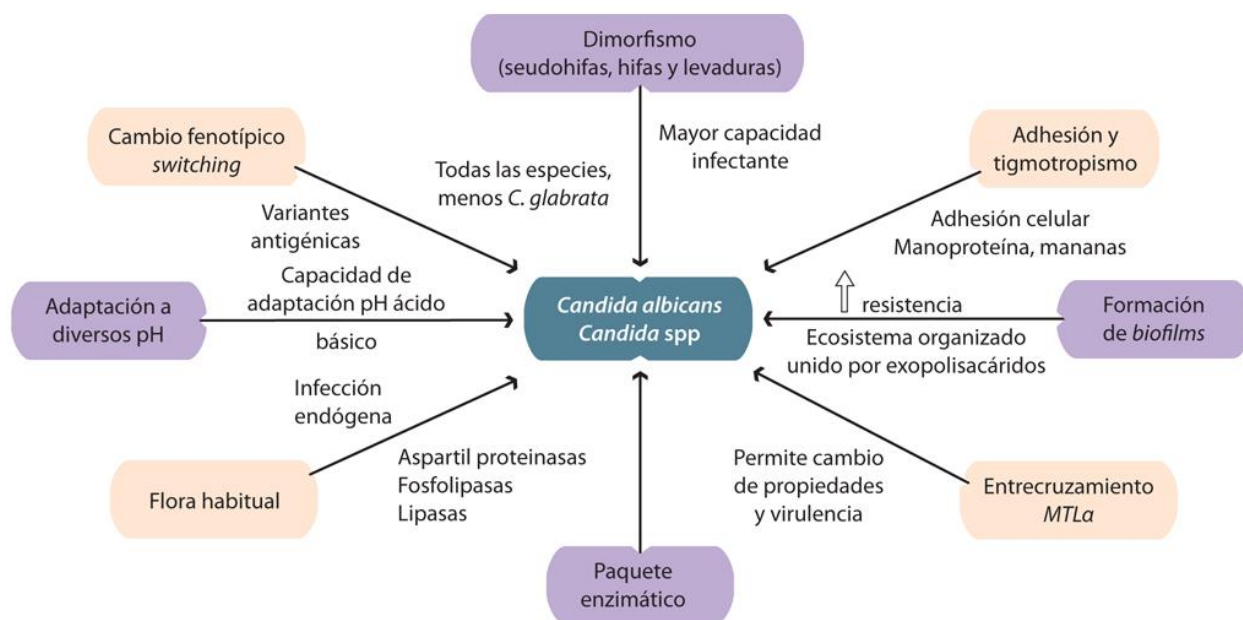 Dimorfismo
(seudohifas, hifas y levaduras)
Mayor capacidad
infectante
Todas las especies,
menos C. glabrata
Cambio fenotípico
switching
Variantes
antigénicas
Adhesión y
tigmotropismo
Adhesión celular
Manoproteína, mananas
Adaptación a
diversos pH
Capacidad de
adaptación pH ácido
básico
Candida albicans
Candida spp
resistencia
Ecosistema organizado
unido por exopolisacáridos
Formación
de biofilms
Infección
endógena
Flora habitual
Aspartil proteinasas
Fosfolipasas
Lipasas
Paquete
enzimático
Permite cambio
de propiedades
y virulencia
Entrecruzamiento
MTLα